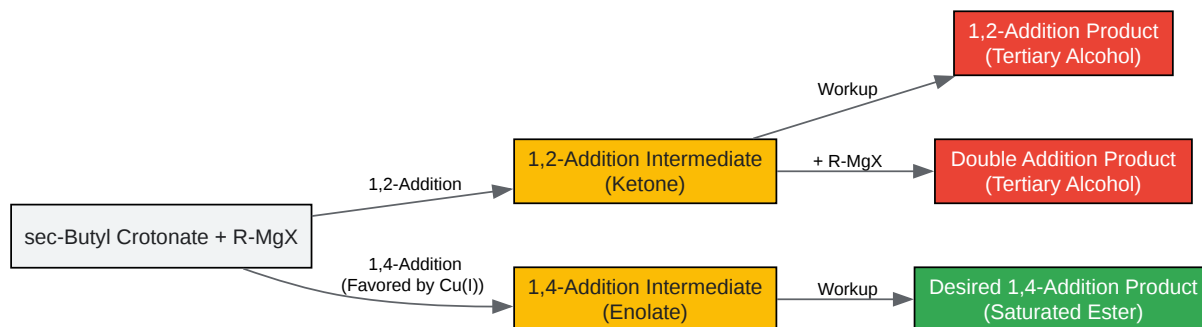 sec-Butyl Crotonate + R-MgX
1,2-Addition
1,4-Addition
(Favored by Cu(I))
1,2-Addition Intermediate
(Ketone)
1,4-Addition Intermediate
(Enolate)
Workup
+ R-MgX
Workup
1,2-Addition Product
(Tertiary Alcohol)
Double Addition Product
(Tertiary Alcohol)
Desired 1,4-Addition Product
(Saturated Ester)